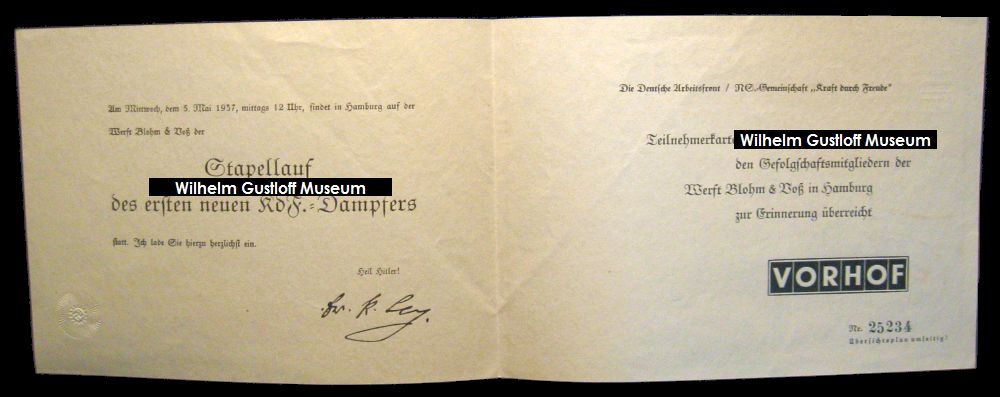 Am Mittwoch, dem 5. Mai 1937, mittags 12 Uhr, findet in Hamburg auf der
Werft Blohm & Voß der
Stapellauf
Wilhelm Gustloff Museum
des ersten neuen KdF.-Dampfers
statt. Ich lade Sie hierzu herzlichst ein.
Heil Hitler!
Dr. R. Ley.
Die Deutsche Arbeitsfront / NS.-Gemeinschaft „Kraft durch Freude"
Teilnehmerkarte Wilhelm Gustloff Museum
den Gefolgschaftsmitgliedern der
Werft Blohm & Voß in Hamburg
zur Erinnerung überreicht
VORHOF
Nr. 25234
Übersichtsplan umseitig!